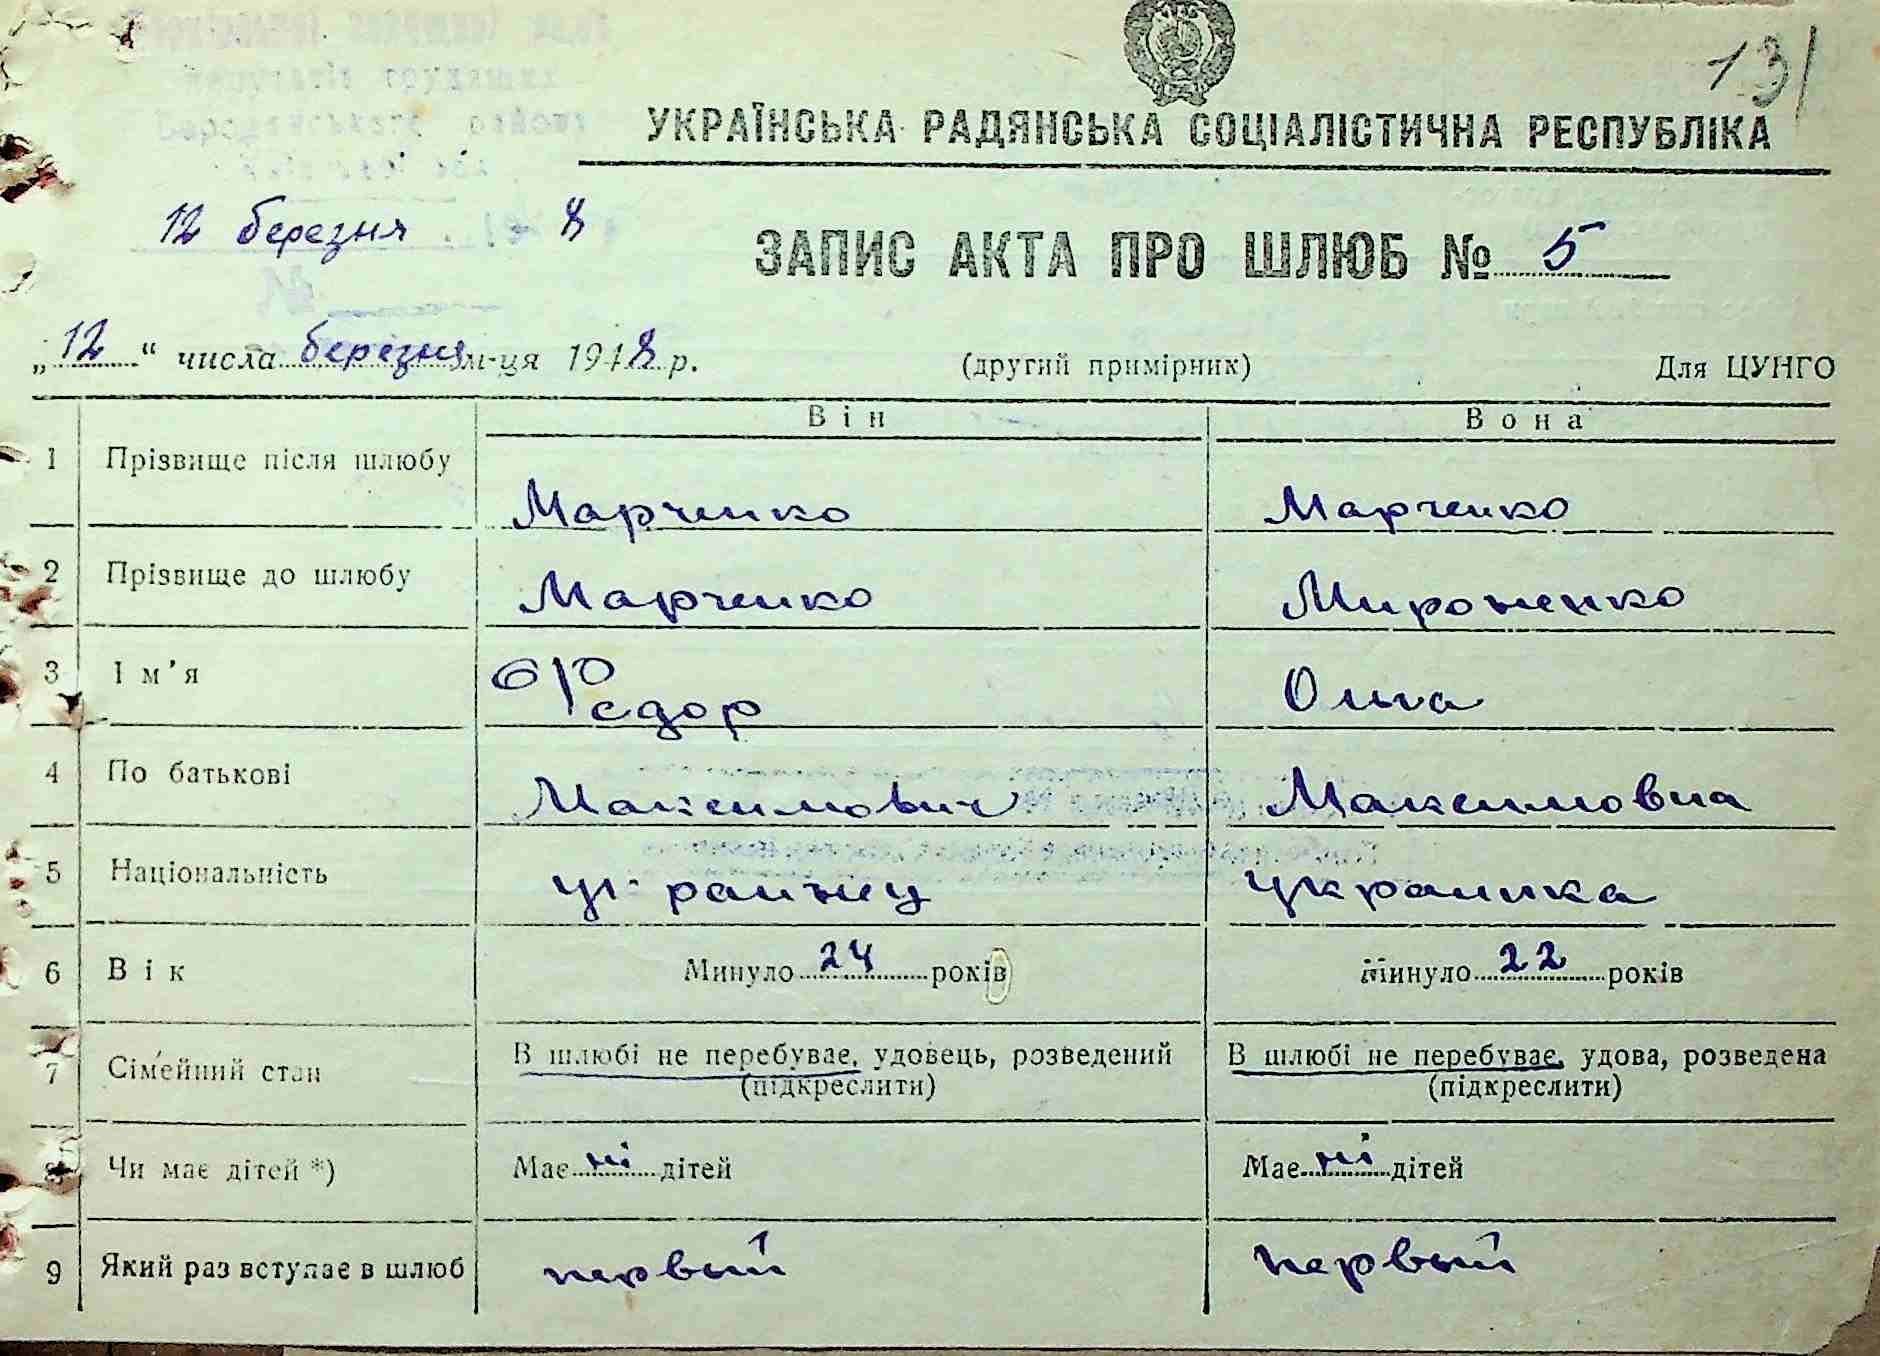 131
УКРАЇНСЬКА РАДЯНСЬКА СОЦІАЛІСТИЧНА РЕСПУБЛІКА
12 березня 8
ЗАПИС АКТА ПРО ШЛЮБ № 5
„12“ числа березня м-ця 1948 р. (другий примірник) Для ЦУНГО
Він Вона
1 Прізвище після шлюбу Марченко Марченко
2 Прізвище до шлюбу Марченко Мироненко
3 Ім’я Федор Ольга
4 По батькові Максимович Максимовна
5 Національність украинец украинка
6 Вік Минуло 24 років Минуло 22 років
7 Сімейний стан В шлюбі не перебуває, удовець, розведений В шлюбі не перебуває, удова, розведена
(підкреслити) (підкреслити)
8 Чи має дітей *) Має ні дітей Має ні дітей
9 Який раз вступає в шлюб первый первый